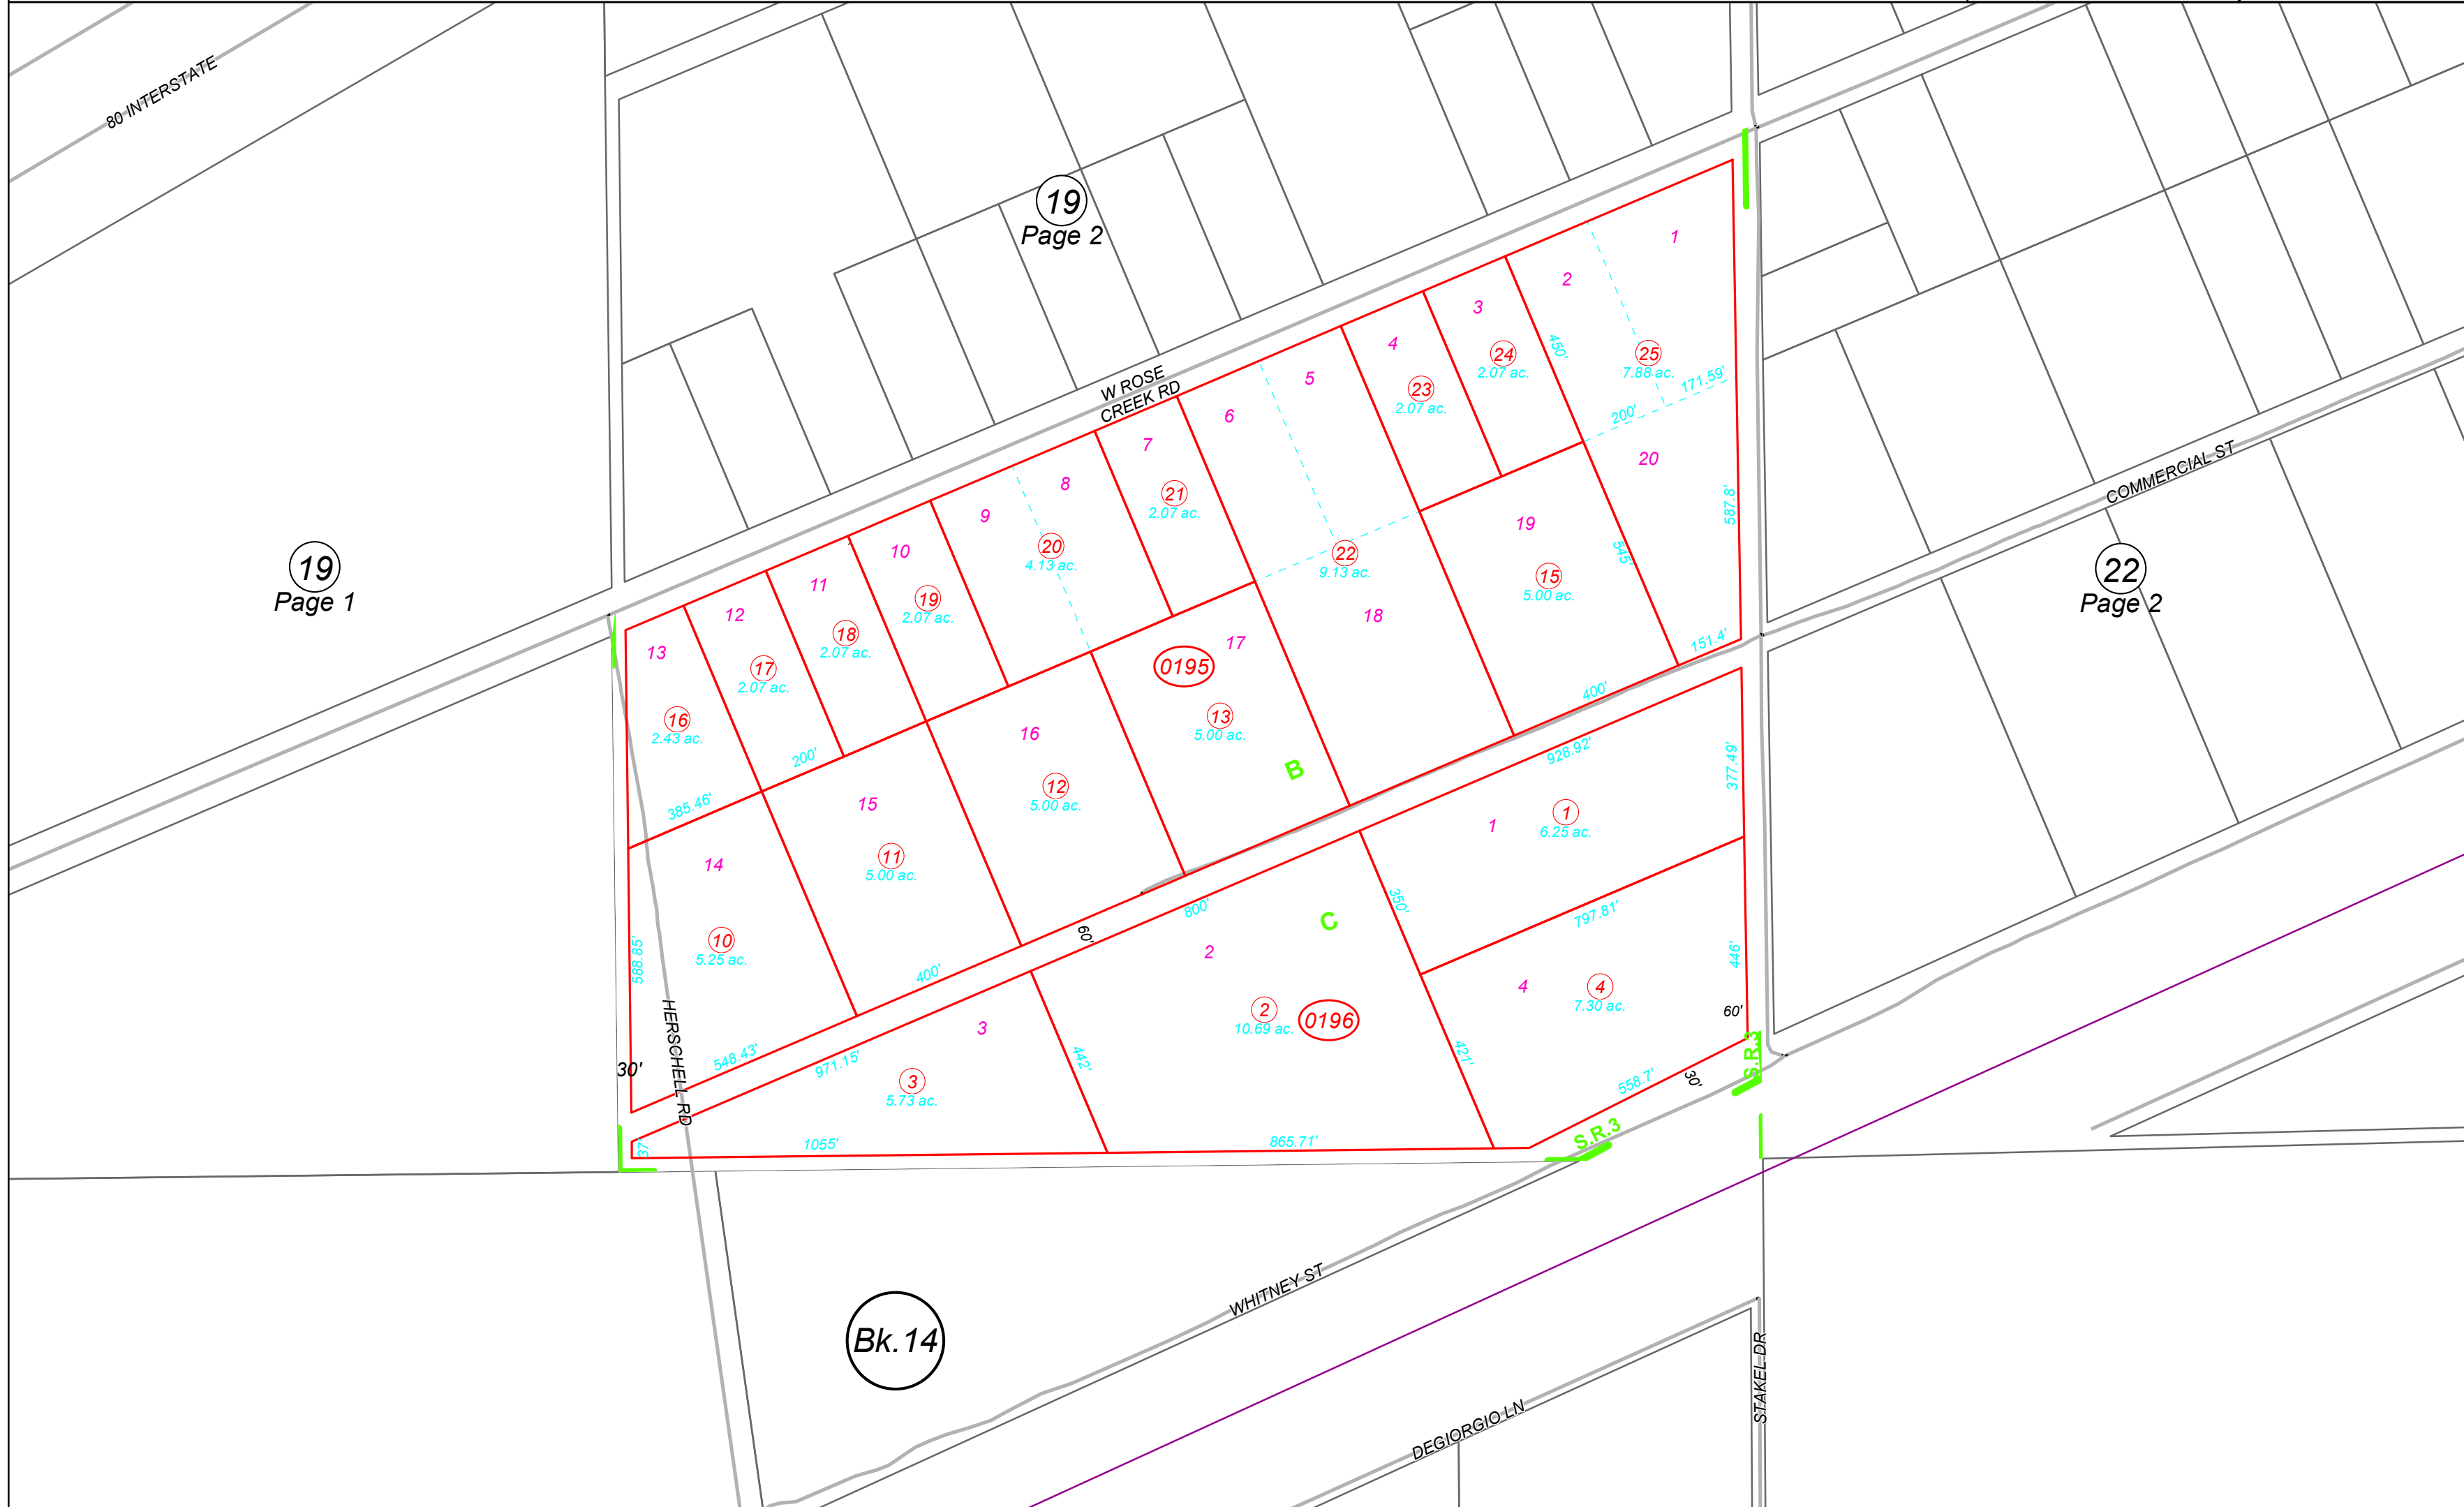 80 INTERSTATE
19
Page 2
1
2
3
25
7.88 ac.
171.59'
450'
24
2.07 ac.
4
23
2.07 ac.
200'
5
W ROSE
CREEK RD
6
7
20
COMMERCIAL ST
8
21
2.07 ac.
587.8'
9
19
545'
10
20
4.13 ac.
22
9.13 ac.
15
5.00 ac.
19
Page 1
22
Page 2
11
19
2.07 ac.
12
18
2.07 ac.
18
13
17
2.07 ac.
17
0195
151.4'
400'
16
2.43 ac.
16
13
5.00 ac.
200'
B
928.92'
377.49'
385.46'
15
12
5.00 ac.
1
1
6.25 ac.
14
11
5.00 ac.
350'
800'
C
797.81'
60'
10
5.25 ac.
588.85'
400'
2
446'
4
4
7.30 ac.
2
10.69 ac.
0196
60'
3
HERSCHELL RD
30'
548.43'
971.15'
442'
421'
S.R.3
3
5.73 ac.
558.7'
30'
37'
1055'
865.71'
S.R.3
WHITNEY ST
Bk.14
STAKEL DR
DEGIORGIO LN